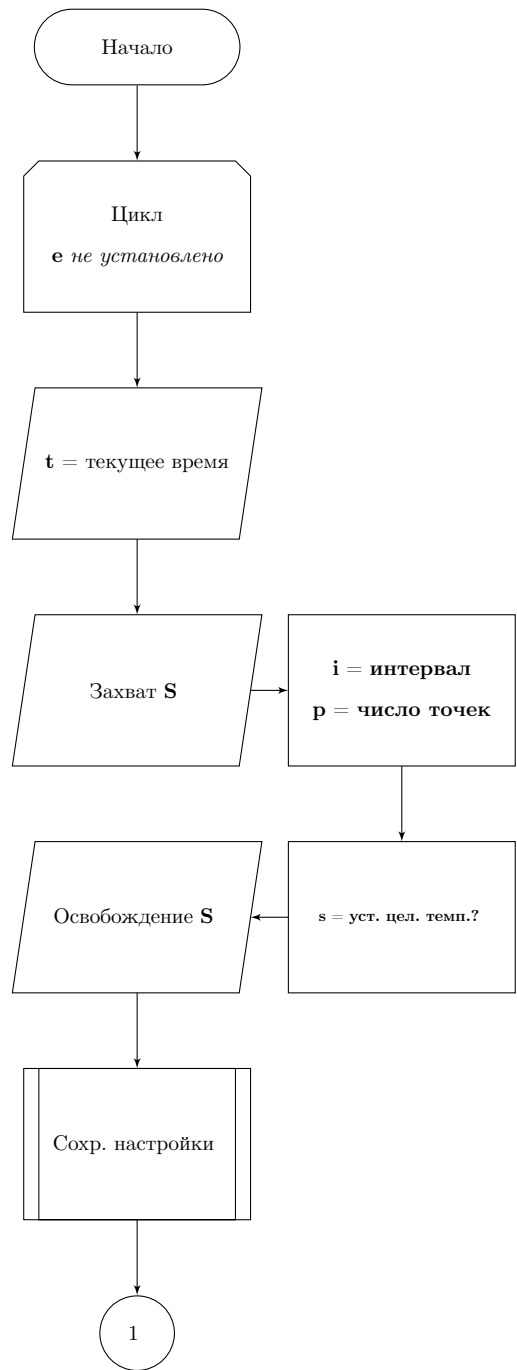 Начало
Цикл
e не установлено
t = текущее время
Захват S
i = интервал
p = число точек
s = уст. цел. темп.?
Освобождение S
Сохр. настройки
1